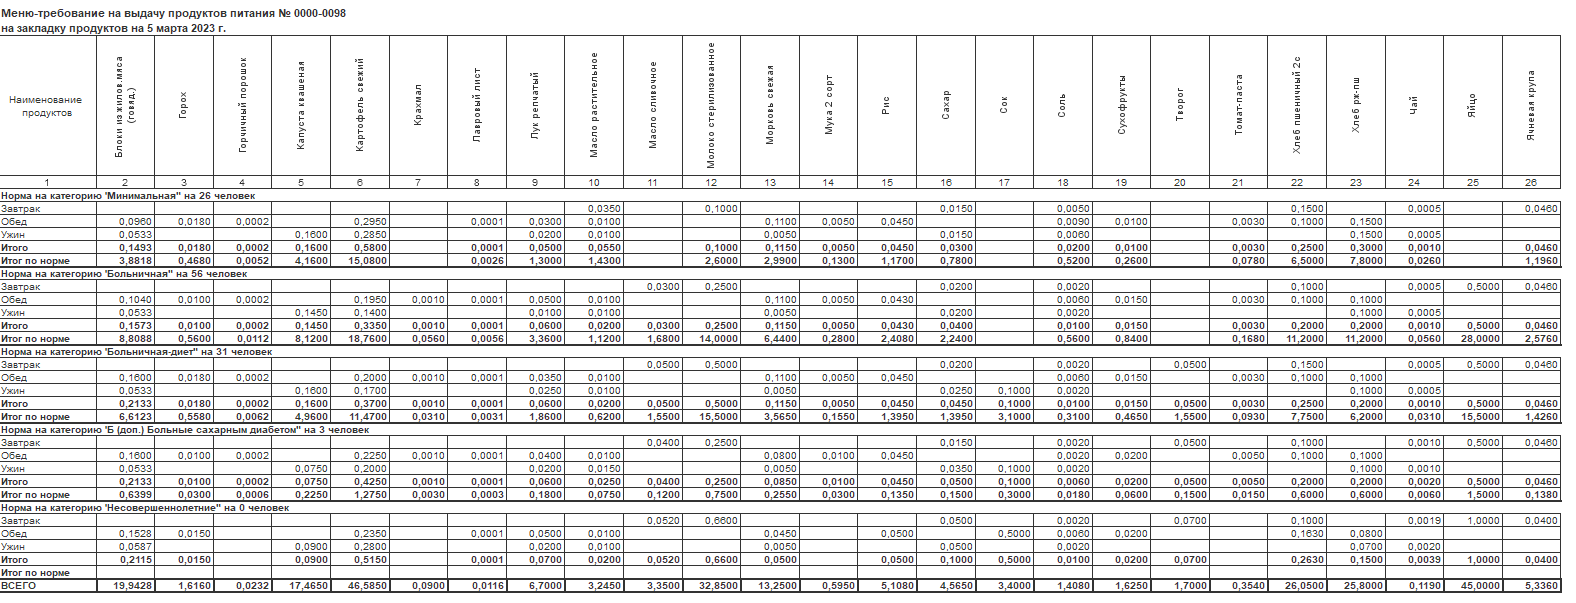 Меню-требование на выдачу продуктов питания № 0000-0098
на закладку продуктов на 5 марта 2023 г.
Наименование продуктов Блоки из жилов.мяса (говяд.) Горох Горчичный порошок Капуста квашеная Картофель свежий Крахмал Лавровый лист Лук репчатый Масло растительное Масло сливочное Молоко стерилизованное Морковь свежая Мука 2 сорт Рис Сахар Сок Соль Сухофрукты Творог Томат-паста Хлеб пшеничный 2с Хлеб рж-пш Чай Яйцо Ячневая крупа
1 2 3 4 5 6 7 8 9 10 11 12 13 14 15 16 17 18 19 20 21 22 23 24 25 26
Норма на категорию 'Минимальная" на 26 человек
Завтрак 0,0350 0,1000 0,0150 0,0050 0,1500 0,0005 0,0460
Обед 0,0960 0,0180 0,0002 0,2950 0,0001 0,0300 0,0100 0,1100 0,0050 0,0450 0,0090 0,0100 0,0030 0,1000 0,1500
Ужин 0,0533 0,1600 0,2850 0,0200 0,0100 0,0050 0,0150 0,0060 0,1500 0,0005
Итого 0,1493 0,0180 0,0002 0,1600 0,5800 0,0001 0,0500 0,0550 0,1000 0,1150 0,0050 0,0450 0,0300 0,0200 0,0100 0,0030 0,2500 0,3000 0,0010 0,0460
Итог по норме 3,8818 0,4680 0,0052 4,1600 15,0800 0,0026 1,3000 1,4300 2,6000 2,9900 0,1300 1,1700 0,7800 0,5200 0,2600 0,0780 6,5000 7,8000 0,0260 1,1960
Норма на категорию 'Больничная" на 56 человек
Завтрак 0,0300 0,2500 0,0200 0,0020 0,1000 0,0005 0,5000 0,0460
Обед 0,1040 0,0100 0,0002 0,1950 0,0010 0,0001 0,0500 0,0100 0,1100 0,0050 0,0430 0,0060 0,0150 0,0030 0,1000 0,1000
Ужин 0,0533 0,1450 0,1400 0,0100 0,0100 0,0050 0,0200 0,0020 0,1000 0,0005
Итого 0,1573 0,0100 0,0002 0,1450 0,3350 0,0010 0,0001 0,0600 0,0200 0,0300 0,2500 0,1150 0,0050 0,0430 0,0400 0,0100 0,0150 0,0030 0,2000 0,2000 0,0010 0,5000 0,0460
Итог по норме 8,8088 0,5600 0,0112 8,1200 18,7600 0,0560 0,0056 3,3600 1,1200 1,6800 14,0000 6,4400 0,2800 2,4080 2,2400 0,5600 0,8400 0,1680 11,2000 11,2000 0,0560 28,0000 2,5760
Норма на категорию 'Больничная-диет" на 31 человек
Завтрак 0,0500 0,5000 0,0200 0,0020 0,0500 0,1500 0,0005 0,5000 0,0460
Обед 0,1600 0,0180 0,0002 0,2000 0,0010 0,0001 0,0350 0,0100 0,1100 0,0050 0,0450 0,0060 0,0150 0,0030 0,1000 0,1000
Ужин 0,0533 0,1600 0,1700 0,0250 0,0100 0,0050 0,0250 0,1000 0,0020 0,1000 0,0005
Итого 0,2133 0,0180 0,0002 0,1600 0,3700 0,0010 0,0001 0,0600 0,0200 0,0500 0,5000 0,1150 0,0050 0,0450 0,0450 0,1000 0,0100 0,0150 0,0500 0,0030 0,2500 0,2000 0,0010 0,5000 0,0460
Итог по норме 6,6123 0,5580 0,0062 4,9600 11,4700 0,0310 0,0031 1,8600 0,6200 1,5500 15,5000 3,5650 0,1550 1,3950 1,3950 3,1000 0,3100 0,4650 1,5500 0,0930 7,7500 6,2000 0,0310 15,5000 1,4260
Норма на категорию 'Б (доп.) Больные сахарным диабетом" на 3 человек
Завтрак 0,0400 0,2500 0,0150 0,0020 0,0500 0,1000 0,0010 0,5000 0,0460
Обед 0,1600 0,0100 0,0002 0,2250 0,0010 0,0001 0,0400 0,0100 0,0800 0,0100 0,0450 0,0020 0,0200 0,0050 0,1000 0,1000
Ужин 0,0533 0,0750 0,2000 0,0200 0,0150 0,0050 0,0350 0,1000 0,0020 0,1000 0,0010
Итого 0,2133 0,0100 0,0002 0,0750 0,4250 0,0010 0,0001 0,0600 0,0250 0,0400 0,2500 0,0850 0,0100 0,0450 0,0500 0,1000 0,0060 0,0200 0,0500 0,0050 0,2000 0,2000 0,0020 0,5000 0,0460
Итог по норме 0,6399 0,0300 0,0006 0,2250 1,2750 0,0030 0,0003 0,1800 0,0750 0,1200 0,7500 0,2550 0,0300 0,1350 0,1500 0,3000 0,0180 0,0600 0,1500 0,0150 0,6000 0,6000 0,0060 1,5000 0,1380
Норма на категорию 'Несовершеннолетние" на 0 человек
Завтрак 0,0520 0,6600 0,0500 0,0020 0,0700 0,1000 0,0019 1,0000 0,0400
Обед 0,1528 0,0150 0,2350 0,0001 0,0500 0,0100 0,0450 0,0500 0,5000 0,0060 0,0200 0,1630 0,0800
Ужин 0,0587 0,0900 0,2800 0,0200 0,0100 0,0050 0,0500 0,0020 0,0700 0,0020
Итого 0,2115 0,0150 0,0900 0,5150 0,0001 0,0700 0,0200 0,0520 0,6600 0,0500 0,0500 0,1000 0,5000 0,0100 0,0200 0,0700 0,2630 0,1500 0,0039 1,0000 0,0400
Итог по норме
ВСЕГО 19,9428 1,6160 0,0232 17,4650 46,5850 0,0900 0,0116 6,7000 3,2450 3,3500 32,8500 13,2500 0,5950 5,1080 4,5650 3,4000 1,4080 1,6250 1,7000 0,3540 26,0500 25,8000 0,1190 45,0000 5,3360